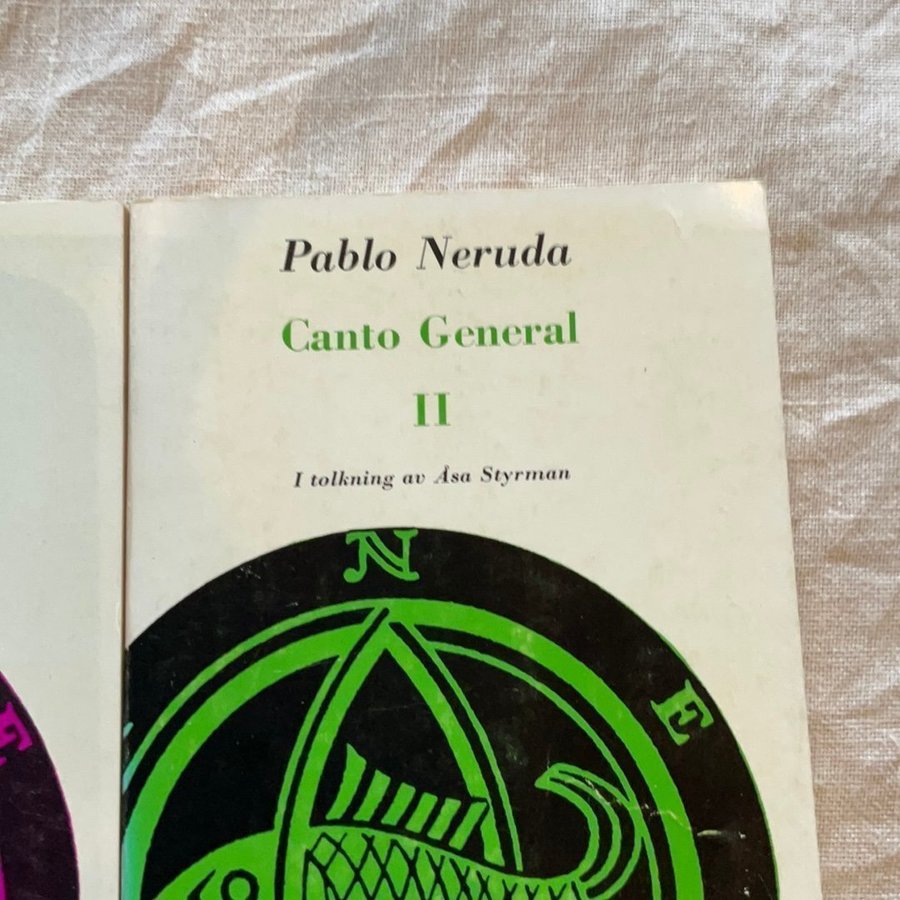 Pablo Neruda
Canto General
II
I tolkning av Åsa Styrman
N
E
E